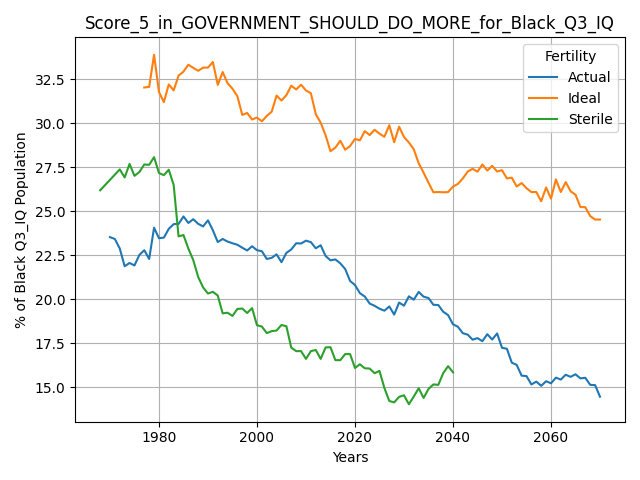 Score_5_in_GOVERNMENT_SHOULD_DO_MORE_for_Black_Q3_IQ
Fertility
Actual
Ideal
Sterile
% of Black Q3_IQ Population
32.5
30.0
27.5
25.0
22.5
20.0
17.5
15.0
1980 2000 2020 2040 2060
Years